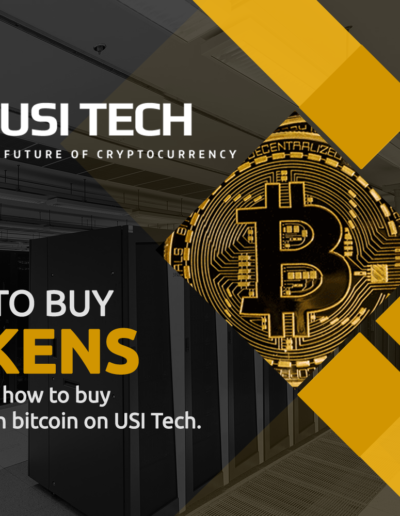 USI TECH
FUTURE OF CRYPTOCURRENCY
DECENTRALIZED
TO BUY
KENS
how to buy
bitcoin on USI Tech.